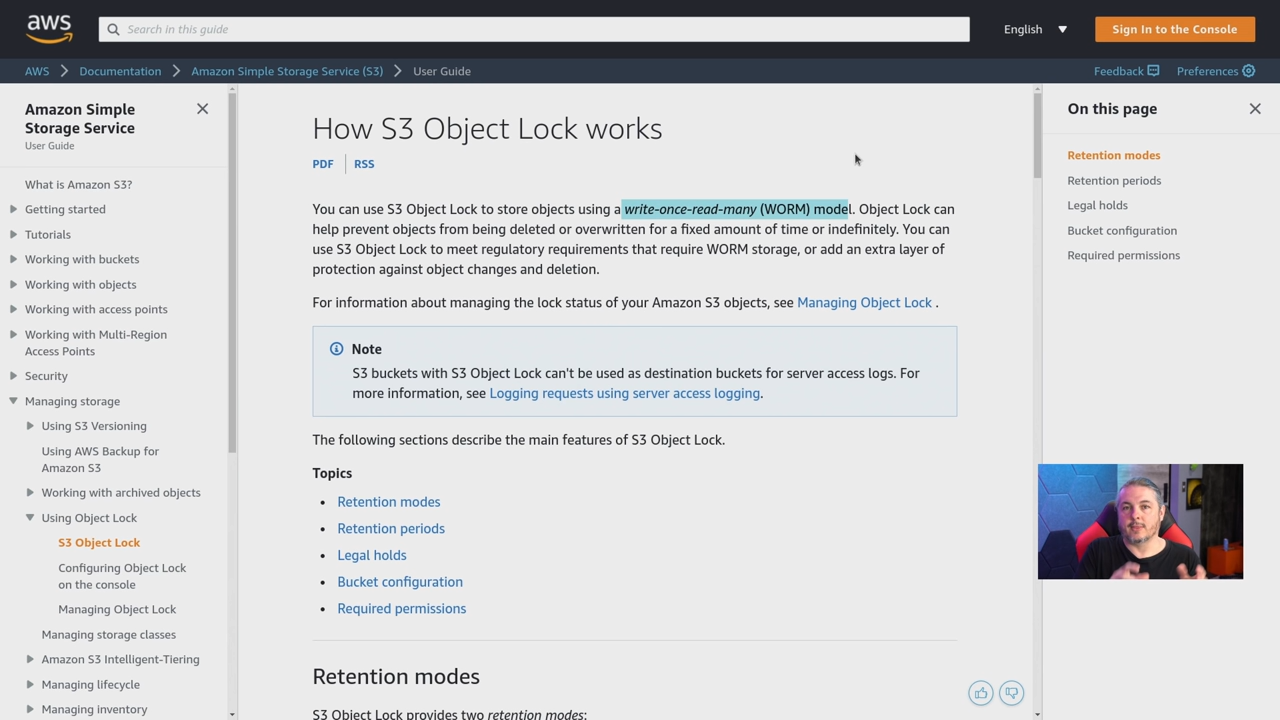 aws
Search in this guide
English
Sign In to the Console
AWS
Documentation
Amazon Simple Storage Service (S3)
User Guide
Feedback
Preferences
Amazon Simple
Storage Service
User Guide
What is Amazon S3?
Getting started
Tutorials
Working with buckets
Working with objects
Working with access points
Working with Multi-Region
Access Points
Security
Managing storage
Using S3 Versioning
Using AWS Backup for
Amazon S3
Working with archived objects
Using Object Lock
S3 Object Lock
Configuring Object Lock
on the console
Managing Object Lock
Managing storage classes
Amazon S3 Intelligent-Tiering
Managing lifecycle
Managing inventory
How S3 Object Lock works
PDF
RSS
You can use S3 Object Lock to store objects using a write-once-read-many (WORM) model. Object Lock can
help prevent objects from being deleted or overwritten for a fixed amount of time or indefinitely. You can
use S3 Object Lock to meet regulatory requirements that require WORM storage, or add an extra layer of
protection against object changes and deletion.
For information about managing the lock status of your Amazon S3 objects, see Managing Object Lock .
Note
S3 buckets with S3 Object Lock can't be used as destination buckets for server access logs. For
more information, see Logging requests using server access logging.
The following sections describe the main features of S3 Object Lock.
Topics
• Retention modes
• Retention periods
• Legal holds
• Bucket configuration
• Required permissions
Retention modes
S3 Object Lock provides two retention modes:
On this page
Retention modes
Retention periods
Legal holds
Bucket configuration
Required permissions